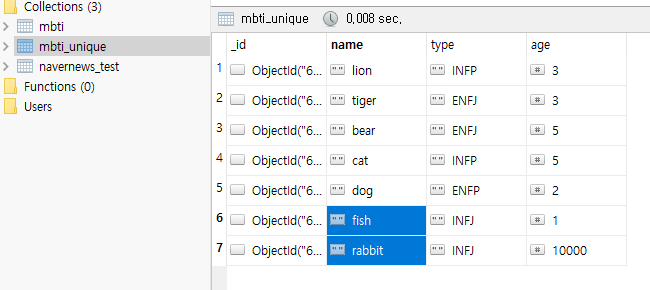 Collections (3)
mbti
mbti_unique
navernews_test
Functions (0)
Users
mbti_unique 0,008 sec,
_id name type age
1 ObjectId("6... "" lion "" INFP # 3
2 ObjectId("6... "" tiger "" ENFJ # 3
3 ObjectId("6... "" bear "" ENFJ # 5
4 ObjectId("6... "" cat "" INFP # 5
5 ObjectId("6... "" dog "" ENFP # 2
6 ObjectId("6... "" fish "" INFJ # 1
7 ObjectId("6... "" rabbit "" INFJ # 10000